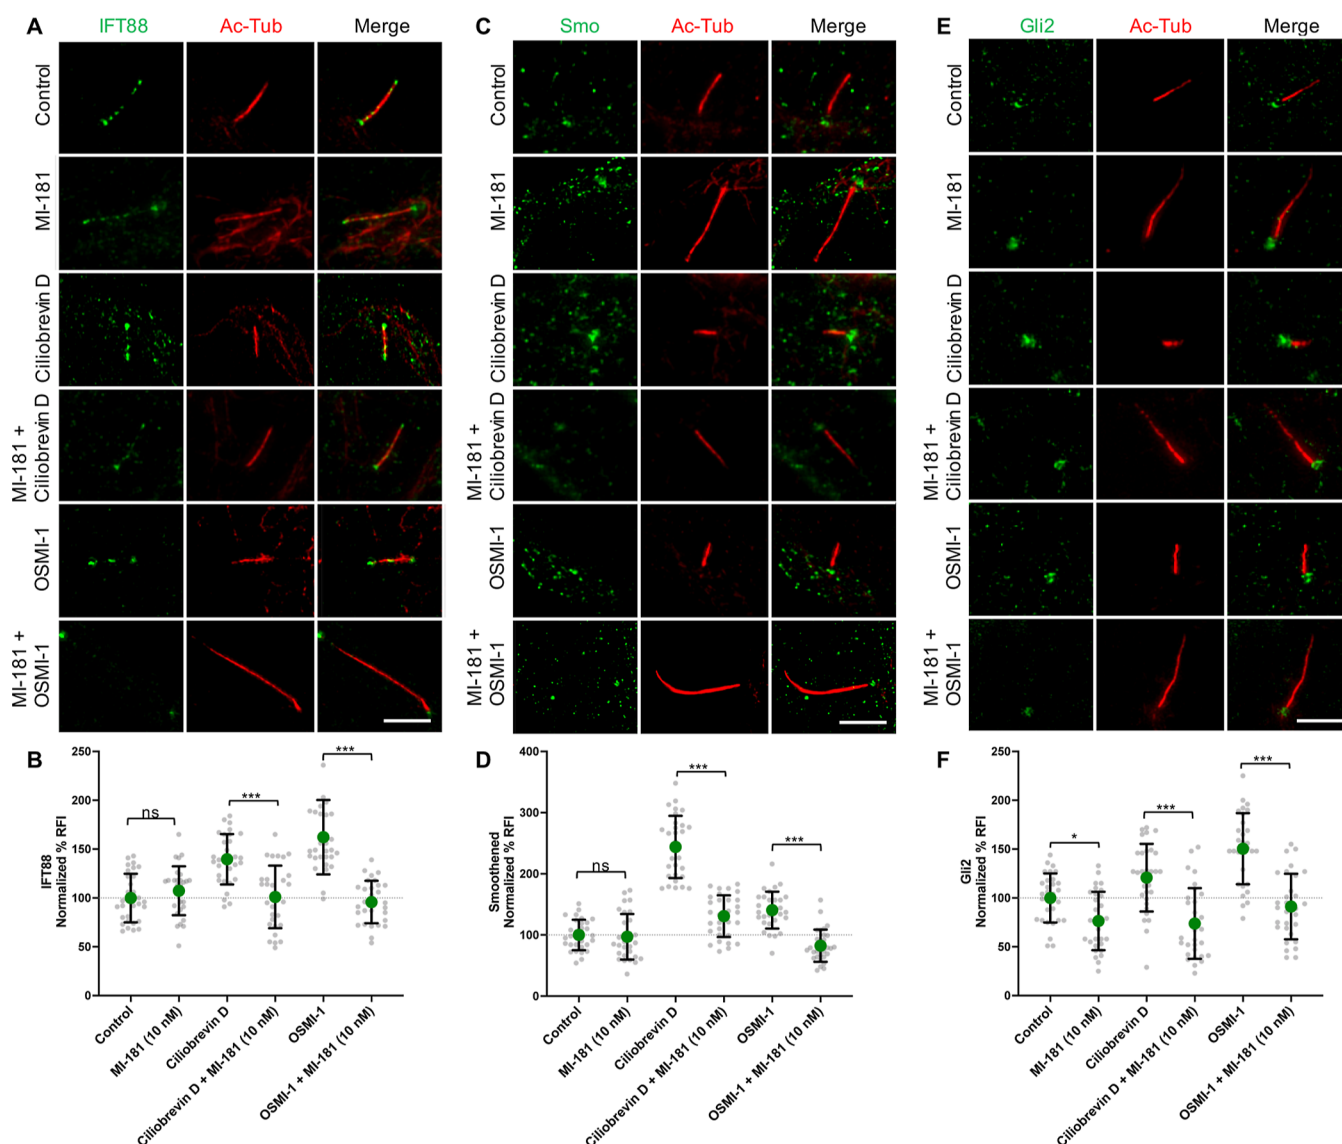 A
IFT88
Ac-Tub
Merge
Control
MI-181
Ciliobrevin D
MI-181 +
Ciliobrevin D
OSMI-1
MI-181 +
OSMI-1
C
Smo
Ac-Tub
Merge
Control
MI-181
Ciliobrevin D
MI-181 +
Ciliobrevin D
OSMI-1
MI-181 +
OSMI-1
E
Gli2
Ac-Tub
Merge
Control
MI-181
Ciliobrevin D
MI-181 +
Ciliobrevin D
OSMI-1
MI-181 +
OSMI-1
B
IFT88
Normalized % RFI
250
200
150
100
50
0
ns
***
***
Control
MI-181 (10 nM)
Ciliobrevin D
Ciliobrevin D + MI-181 (10 nM)
OSMI-1
OSMI-1 + MI-181 (10 nM)
D
Smoothened
Normalized % RFI
400
300
200
100
0
ns
***
***
Control
MI-181 (10 nM)
Ciliobrevin D
Ciliobrevin D + MI-181 (10 nM)
OSMI-1
OSMI-1 + MI-181 (10 nM)
F
Gli2
Normalized % RFI
250
200
150
100
50
0
*
***
***
Control
MI-181 (10 nM)
Ciliobrevin D
Ciliobrevin D + MI-181 (10 nM)
OSMI-1
OSMI-1 + MI-181 (10 nM)